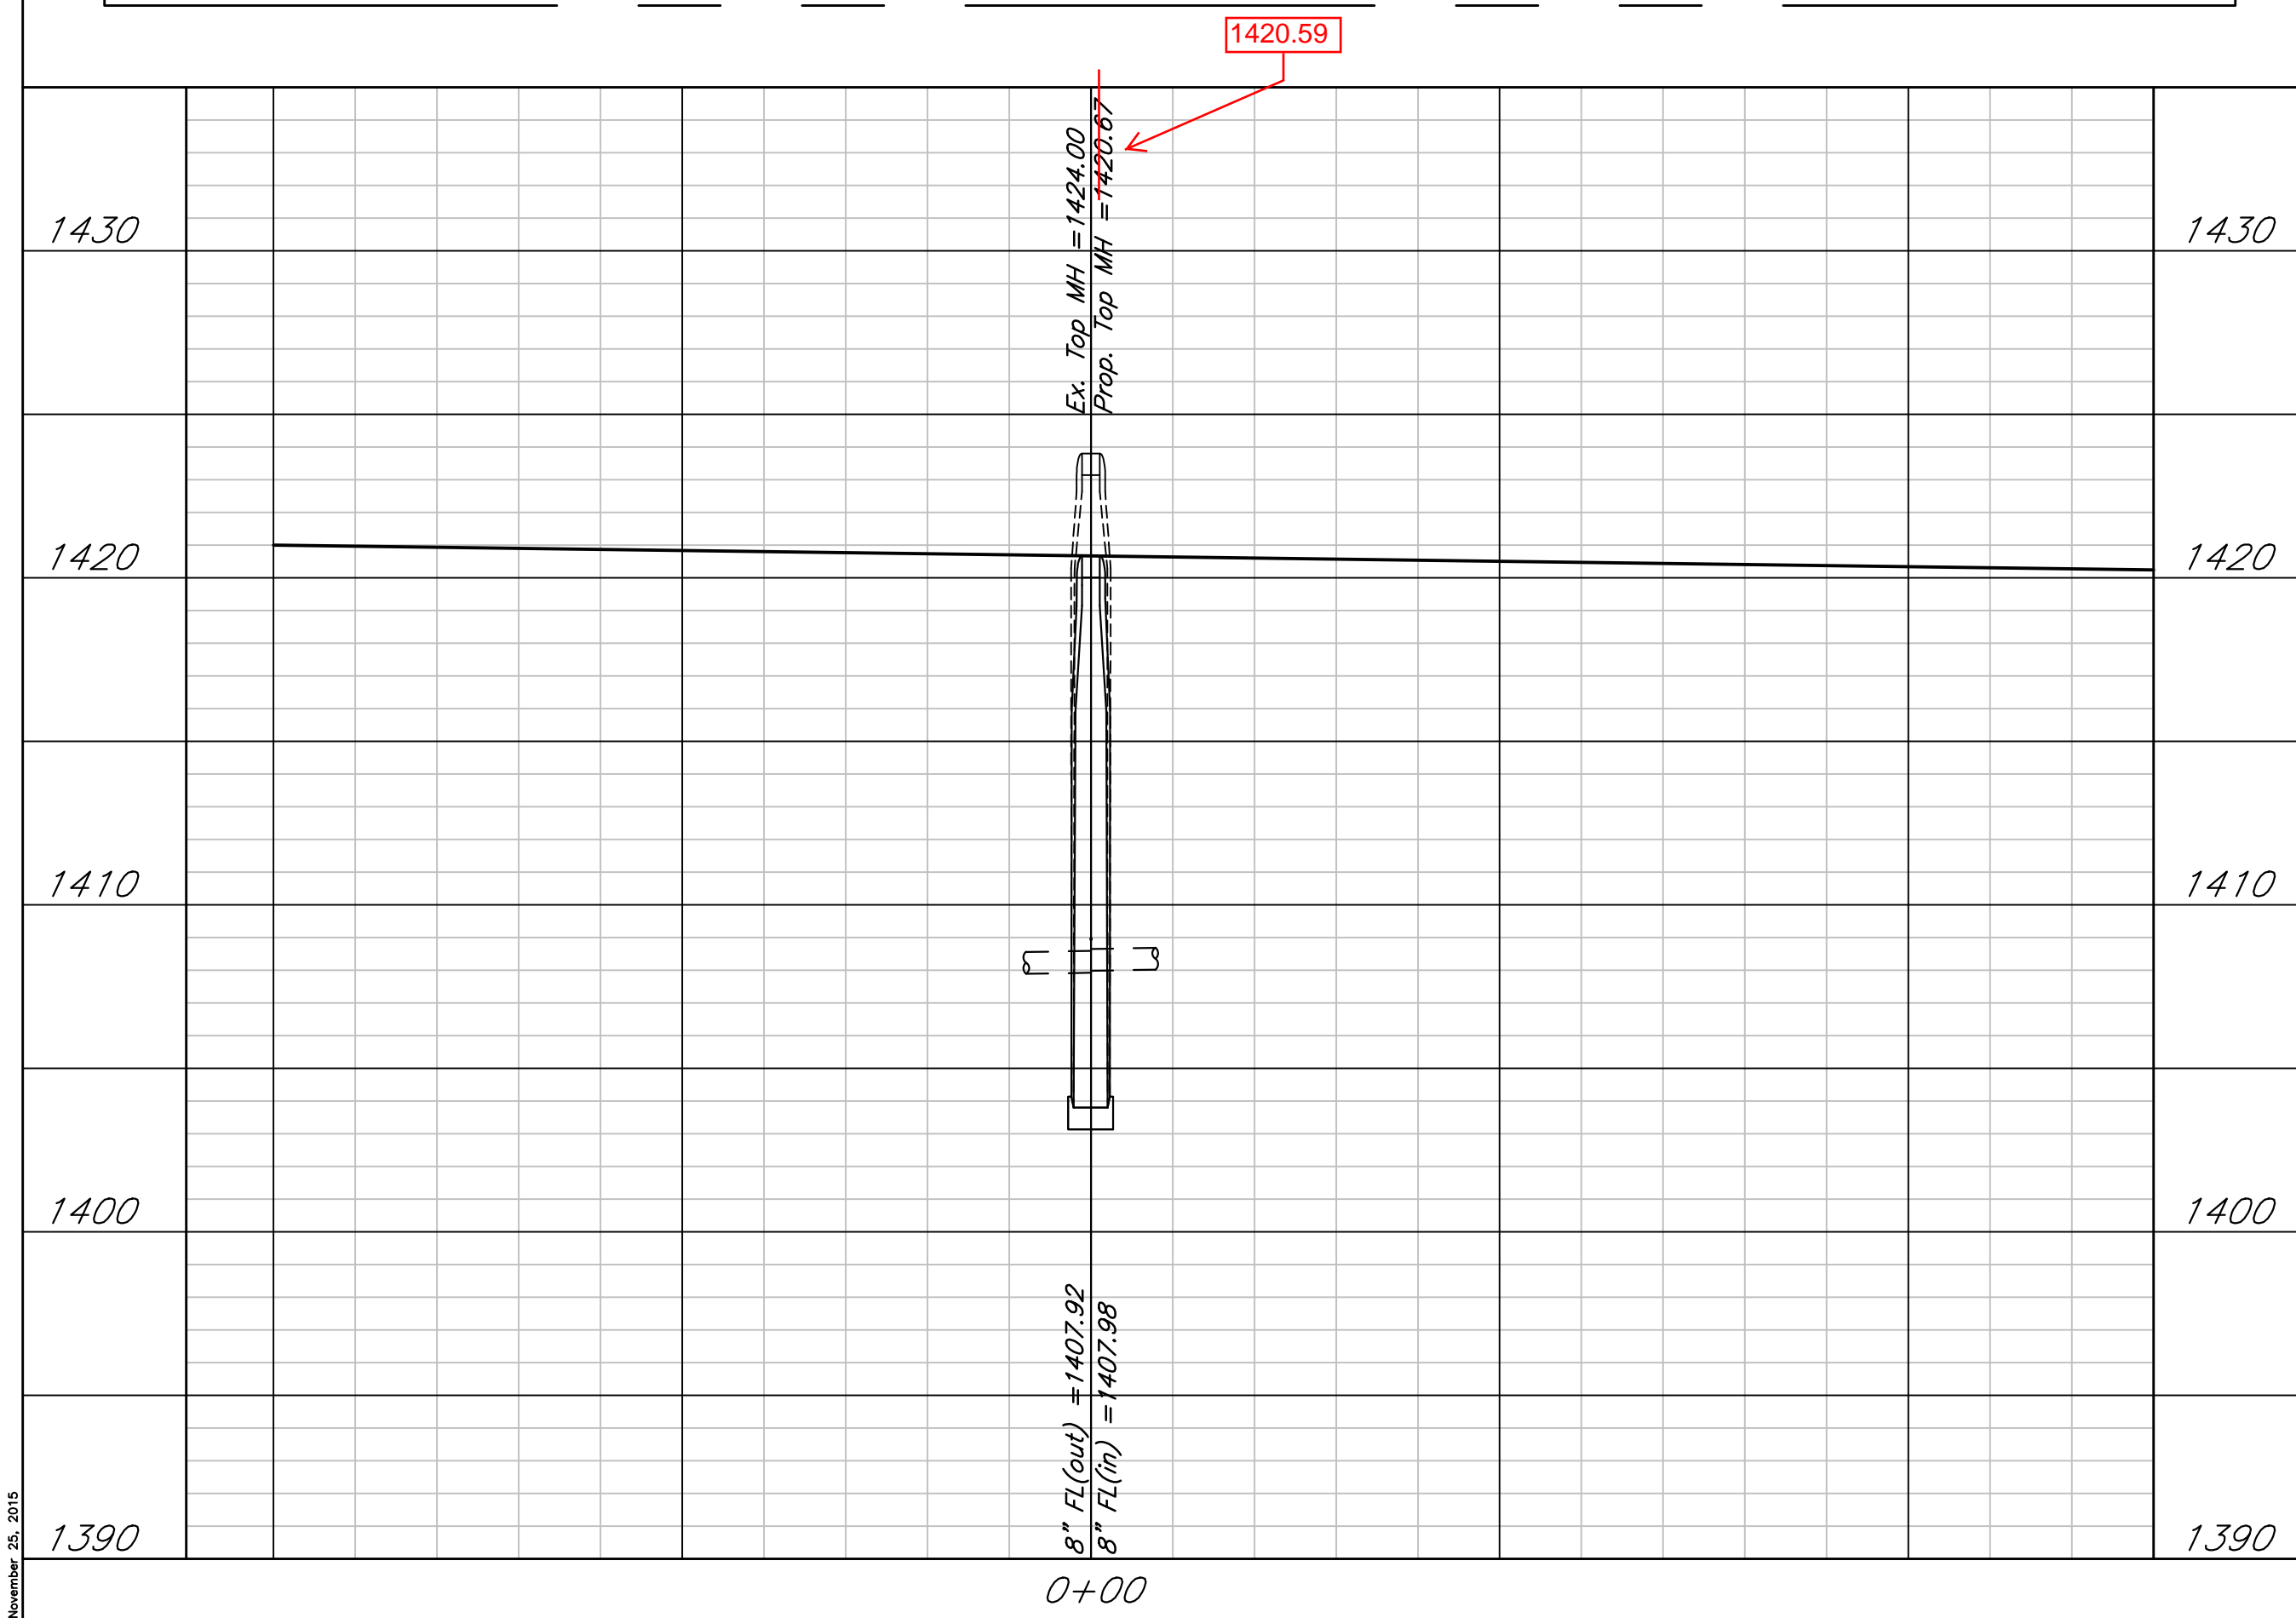 1420.59
Ex. Top MH =1424.00
Prop. Top MH =1420.67
1430
1430
1420
1420
1410
1410
1400
1400
8" FL(out) =1407.92
8" FL(in) =1407.98
1390
1390
0+00
November 25, 2015